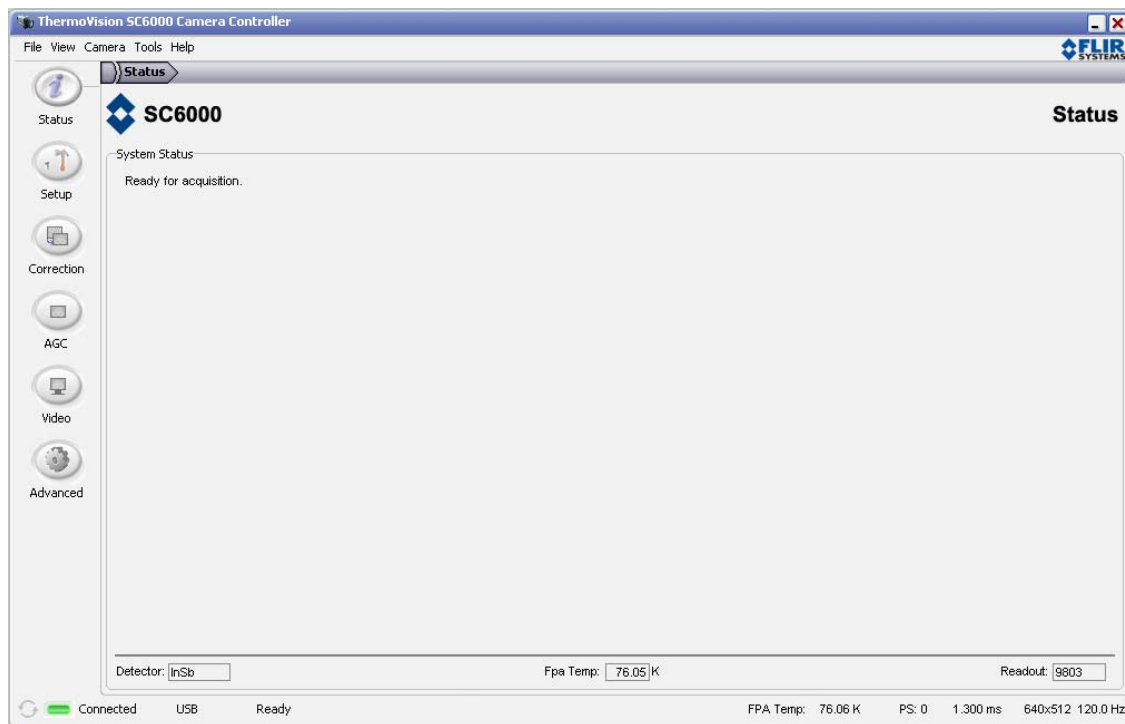 ThermoVision SC6000 Camera Controller
File View Camera Tools Help
FLIR
SYSTEMS
Status
Status
SC6000
Status
System Status
Ready for acquisition.
Setup
Correction
AGC
Video
Advanced
Detector: InSb Fpa Temp: 76.05 K Readout: 9803
Connected USB Ready FPA Temp: 76.06 K PS: 0 1.300 ms 640x512 120.0 Hz